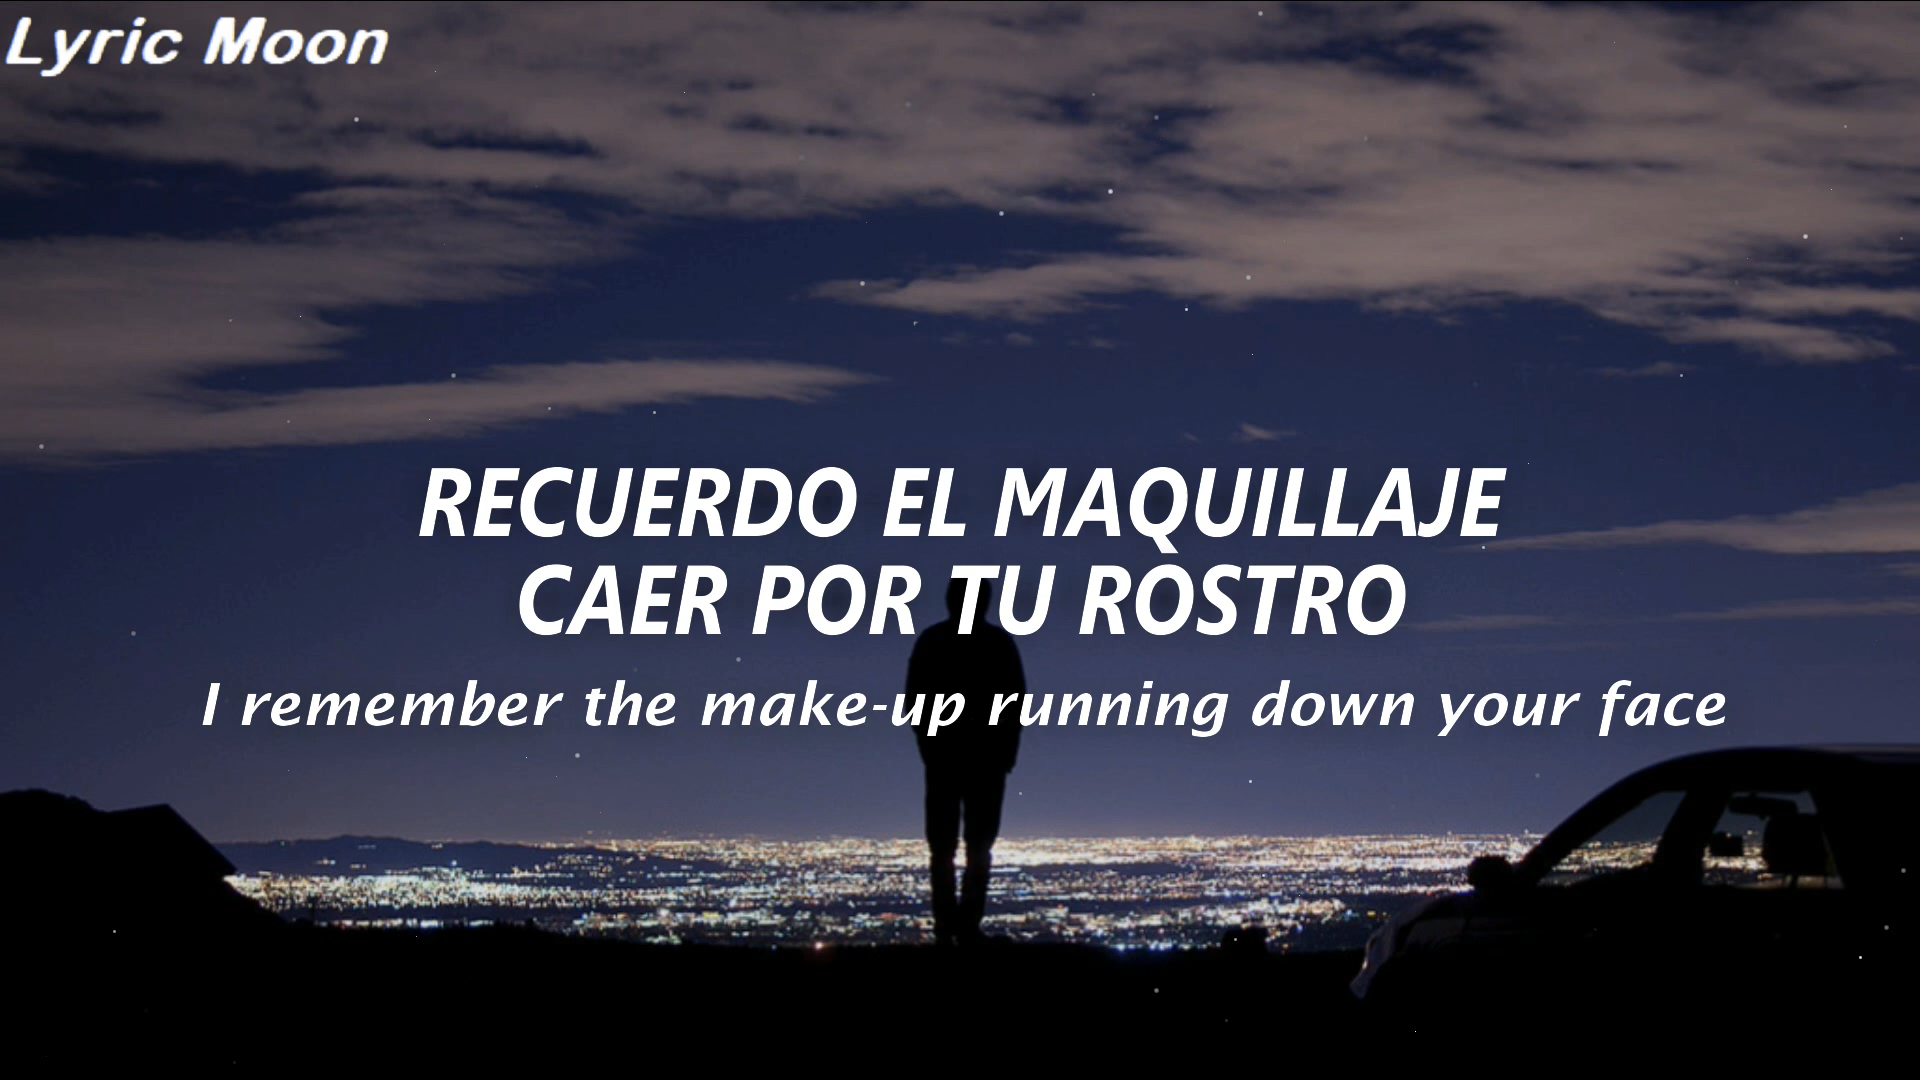 Lyric Moon
RECUERDO EL MAQUILLAJE
CAER POR TU ROSTRO
I remember the make-up running down your face